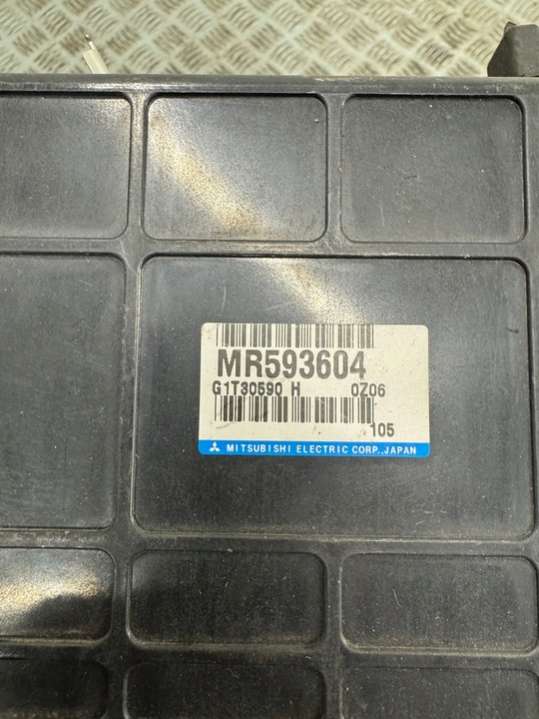 MR593604
G1T30590 H 0Z06
105
MITSUBISHI ELECTRIC CORP., JAPAN